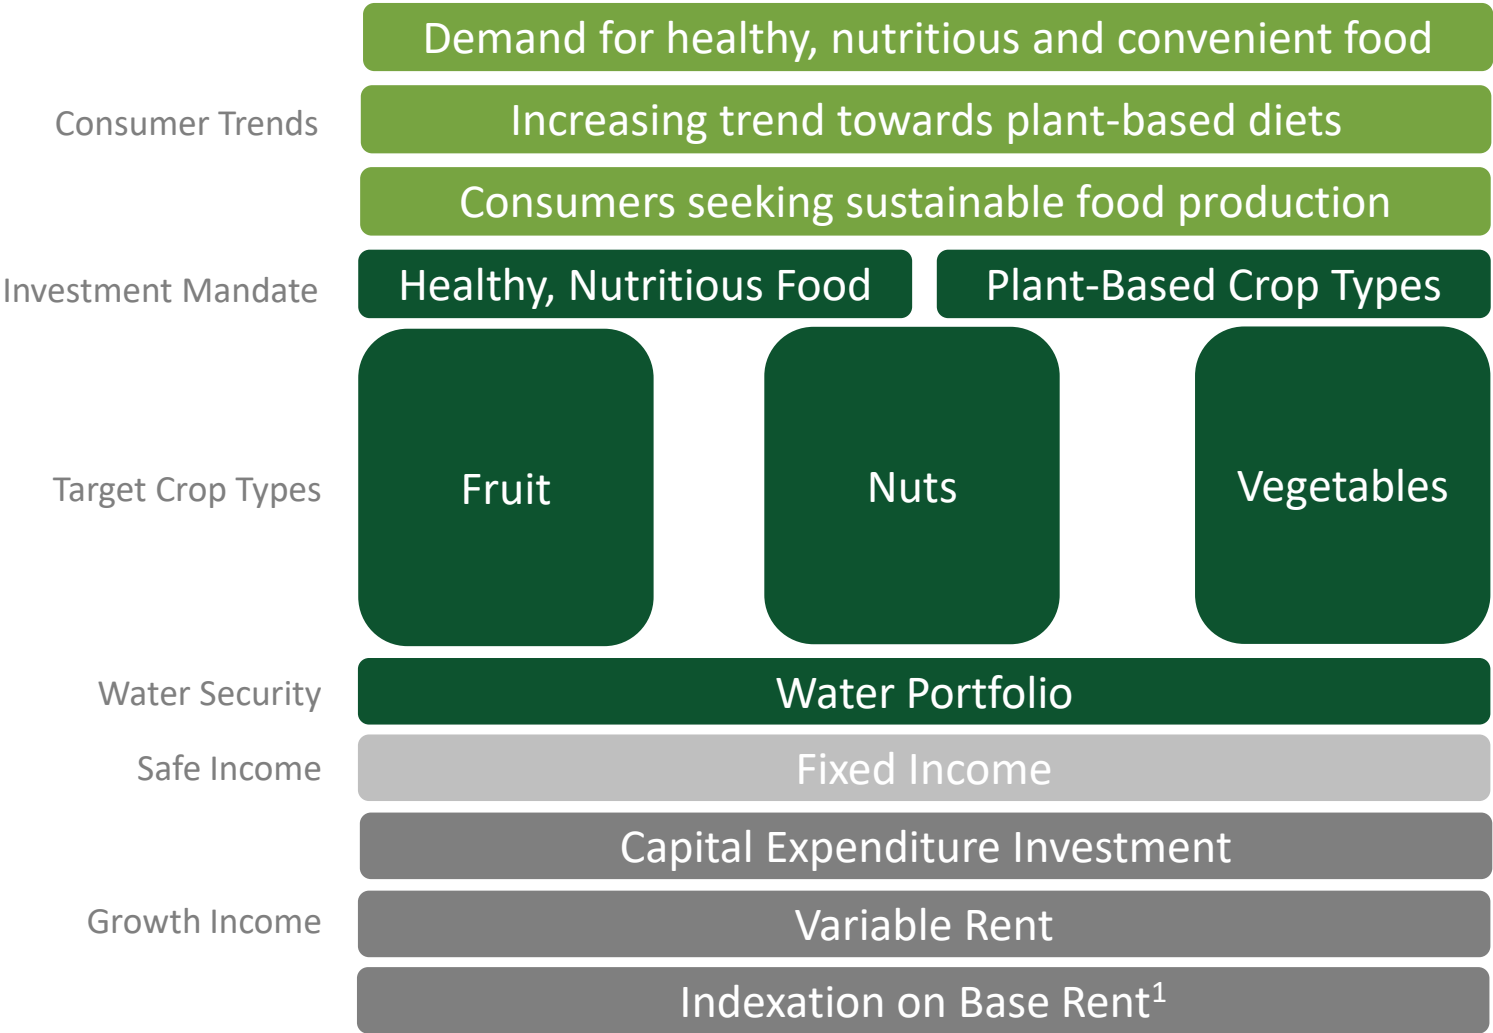 Demand for healthy, nutritious and convenient food
Consumer Trends
Increasing trend towards plant-based diets
Consumers seeking sustainable food production
Investment Mandate
Healthy, Nutritious Food
Plant-Based Crop Types
Target Crop Types
Fruit
Nuts
Vegetables
Water Security
Water Portfolio
Safe Income
Fixed Income
Capital Expenditure Investment
Growth Income
Variable Rent
Indexation on Base Rent¹